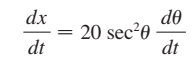 dx/dt = 20 sec²θ dθ/dt